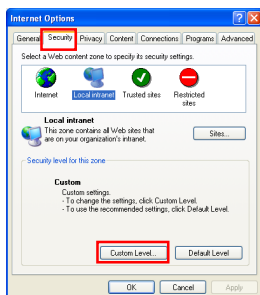 Internet Options
General Security Privacy Content Connections Programs Advanced
Select a Web content zone to specify its security settings.
Internet Local intranet Trusted sites Restricted
sites
Local intranet
This zone contains all Web sites that
are on your organization's intranet.
Sites...
Security level for this zone
Custom
Custom settings.
- To change the settings, click Custom Level.
- To use the recommended settings, click Default Level.
Custom Level... Default Level
OK Cancel Apply